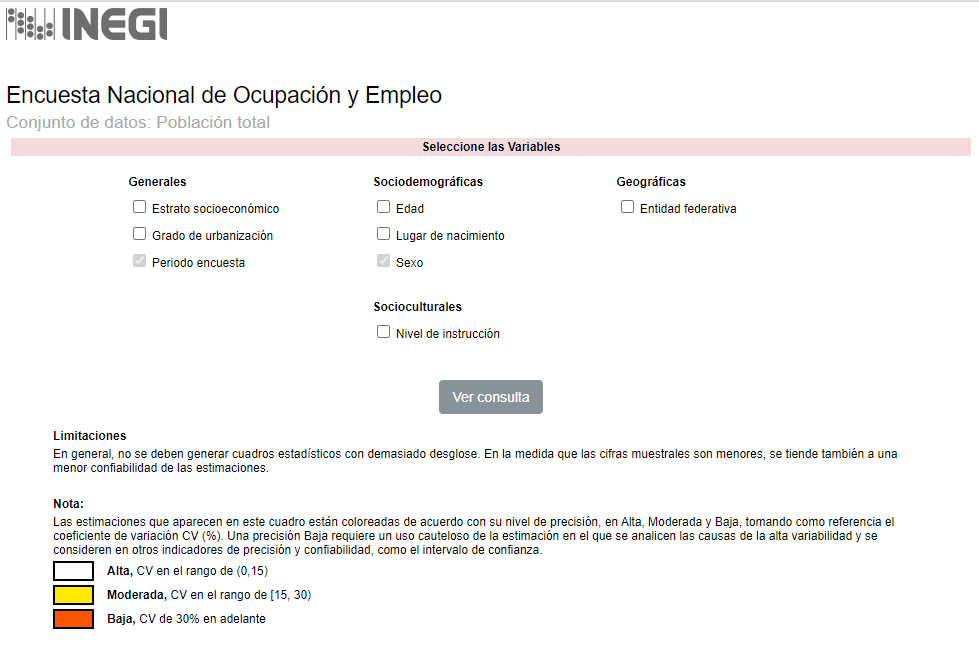 INEGI
Encuesta Nacional de Ocupación y Empleo
Conjunto de datos: Población total
Seleccione las Variables
Generales
Estrato socioeconómico
Grado de urbanización
Periodo encuesta
Sociodemográficas
Edad
Lugar de nacimiento
Sexo
Socioculturales
Nivel de instrucción
Geográficas
Entidad federativa
Ver consulta
Limitaciones
En general, no se deben generar cuadros estadísticos con demasiado desglose. En la medida que las cifras muestrales son menores, se tiende también a una
menor confiabilidad de las estimaciones.
Nota:
Las estimaciones que aparecen en este cuadro están coloreadas de acuerdo con su nivel de precisión, en Alta, Moderada y Baja, tomando como referencia el
coeficiente de variación CV (%). Una precisión Baja requiere un uso cauteloso de la estimación en el que se analicen las causas de la alta variabilidad y se
consideren en otros indicadores de precisión y confiabilidad, como el intervalo de confianza.
Alta, CV en el rango de (0,15)
Moderada, CV en el rango de [15, 30)
Baja, CV de 30% en adelante